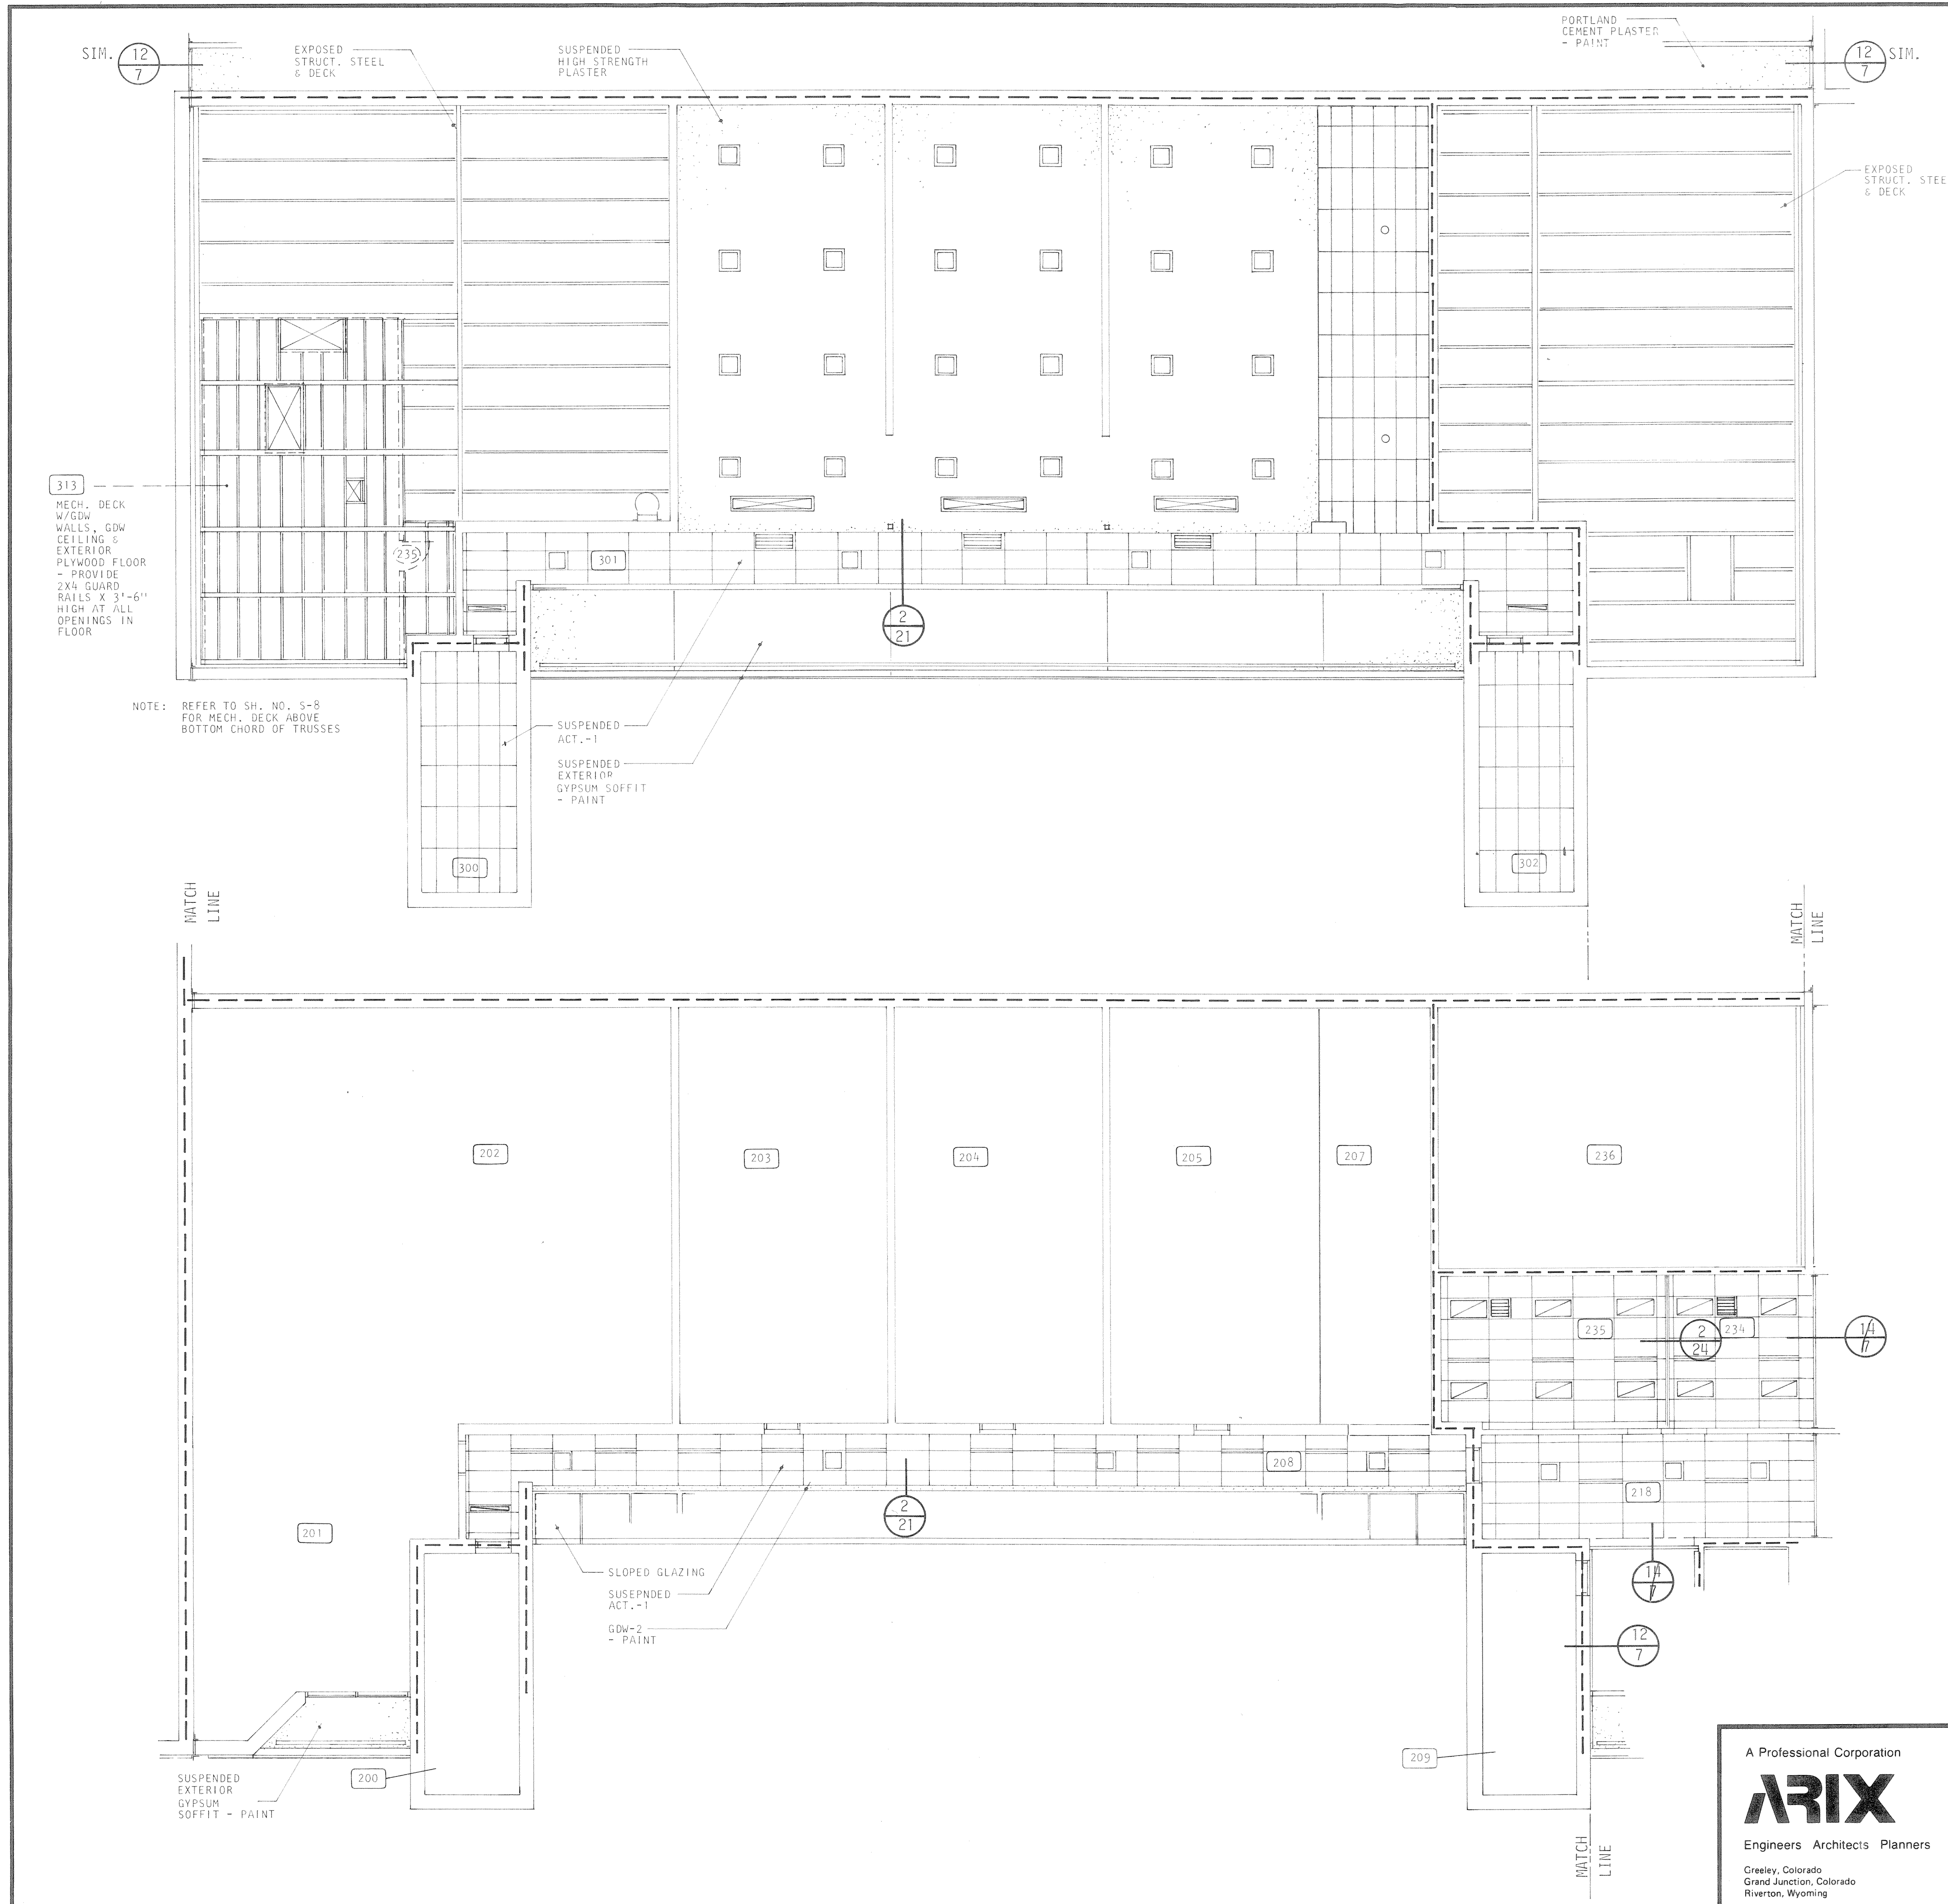 SIM.
12
7
EXPOSED
STRUCT. STEEL
& DECK
SUSPENDED
HIGH STRENGTH
PLASTER
PORTLAND
CEMENT PLASTER
- PAINT
12
7
SIM.
EXPOSED
STRUCT. STEE
& DECK
313
MECH. DECK
W/GDW
WALLS, GDW
CEILING &
EXTERIOR
PLYWOOD FLOOR
- PROVIDE
2X4 GUARD
RAILS X 3'-6"
HIGH AT ALL
OPENINGS IN
FLOOR
235
301
2
21
NOTE: REFER TO SH. NO. S-8
FOR MECH. DECK ABOVE
BOTTOM CHORD OF TRUSSES
SUSPENDED
ACT.-1
SUSPENDED
EXTERIOR
GYPSUM SOFFIT
- PAINT
300
302
MATCH
LINE
MATCH
LINE
202
203
204
205
207
236
235
2
24
234
14
7
208
218
2
21
201
SLOPED GLAZING
SUSEPNDED
ACT.-1
GDW-2
- PAINT
14
7
12
7
SUSPENDED
EXTERIOR
GYPSUM
SOFFIT - PAINT
200
209
MATCH
LINE
A Professional Corporation
ARIX
Engineers Architects Planners
Greeley, Colorado
Grand Junction, Colorado
Riverton, Wyoming